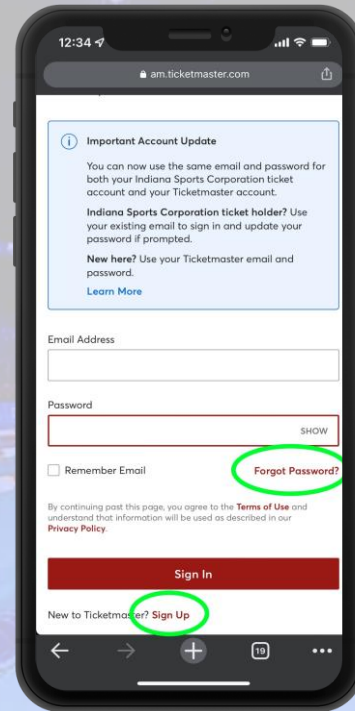 12:34
am.ticketmaster.com
Important Account Update
You can now use the same email and password for
both your Indiana Sports Corporation ticket
account and your Ticketmaster account.
Indiana Sports Corporation ticket holder? Use
your existing email to sign in and update your
password if prompted.
New here? Use your Ticketmaster email and
password.
Learn More
Email Address
Password
SHOW
Remember Email
Forgot Password?
By continuing past this page, you agree to the Terms of Use and
understand that information will be used as described in our
Privacy Policy.
Sign In
New to Ticketmaster? Sign Up
19